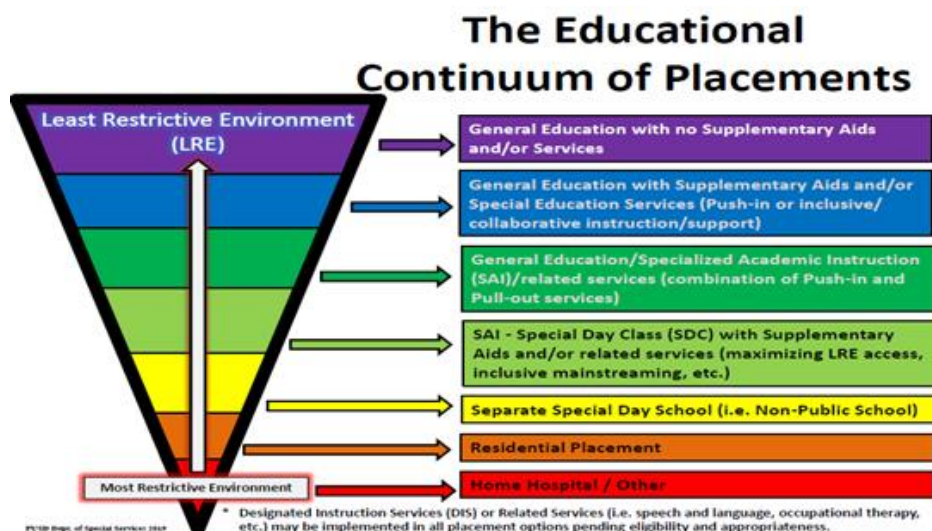 The Educational
Continuum of Placements
Least Restrictive Environment
(LRE)
General Education with no Supplementary Aids
and/or Services
General Education with Supplementary Aids and/or
Special Education Services (Push-in or inclusive/
collaborative instruction/support)
General Education/Specialized Academic Instruction
(SAI)/related services (combination of Push-in and
Pull-out services)
SAI - Special Day Class (SDC) with Supplementary
Aids and/or related services (maximizing LRE access,
inclusive mainstreaming, etc.)
Separate Special Day School (i.e. Non-Public School)
Residential Placement
Most Restrictive Environment
Home Hospital / Other
* Designated Instruction Services (DIS) or Related Services (i.e. speech and language, occupational therapy,
etc.) may be implemented in all placement options pending eligibility and appropriateness.
Dept. of Special Services 2019